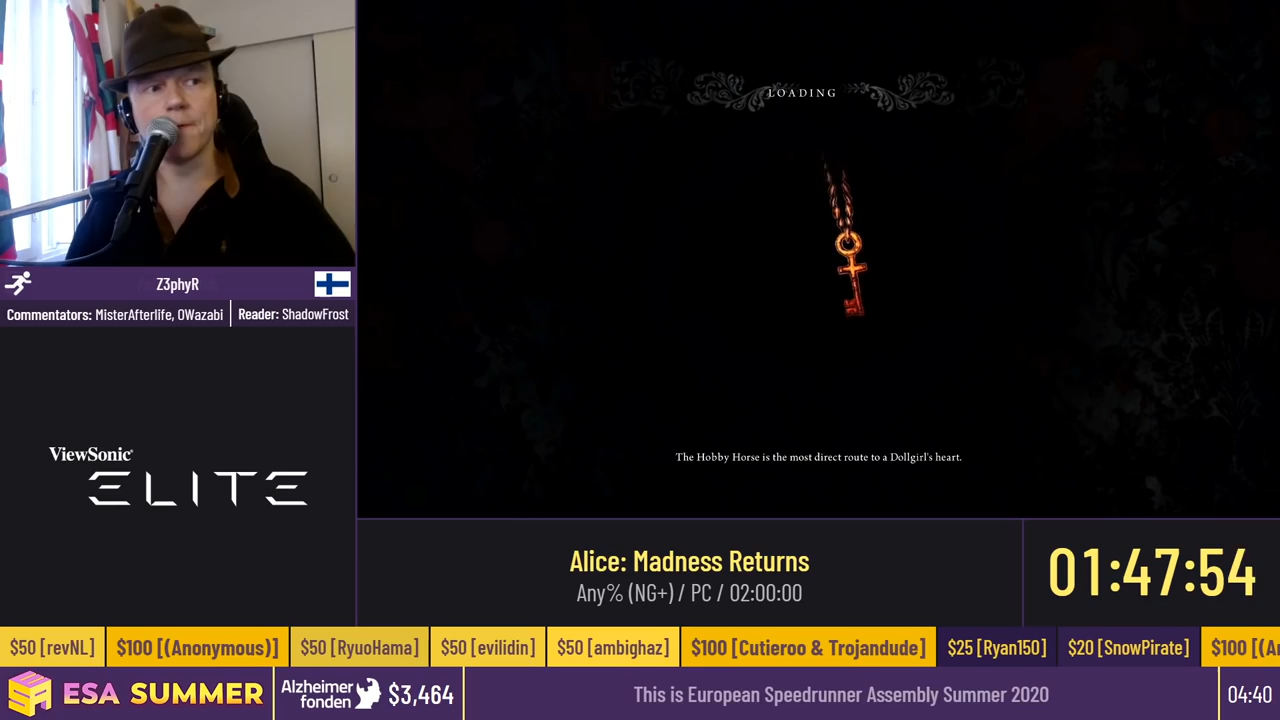 LOADING
The Hobby Horse is the most direct route to a Dollgirl's heart.
Z3phyR
Commentators: MisterAfterlife, OWazabi
Reader: ShadowFrost
ViewSonic
ELITE
Alice: Madness Returns
Any% (NG+) / PC / 02:00:00
01:47:54
$50 [revNL]
$100 [(Anonymous)]
$50 [RyuoHama]
$50 [evilidin]
$50 [ambighaz]
$100 [Cutieroo & Trojandude]
$25 [Ryan150]
$20 [SnowPirate]
$100 [(A
ESA SUMMER
Alzheimer
fonden
$3,464
This is European Speedrunner Assembly Summer 2020
04:40